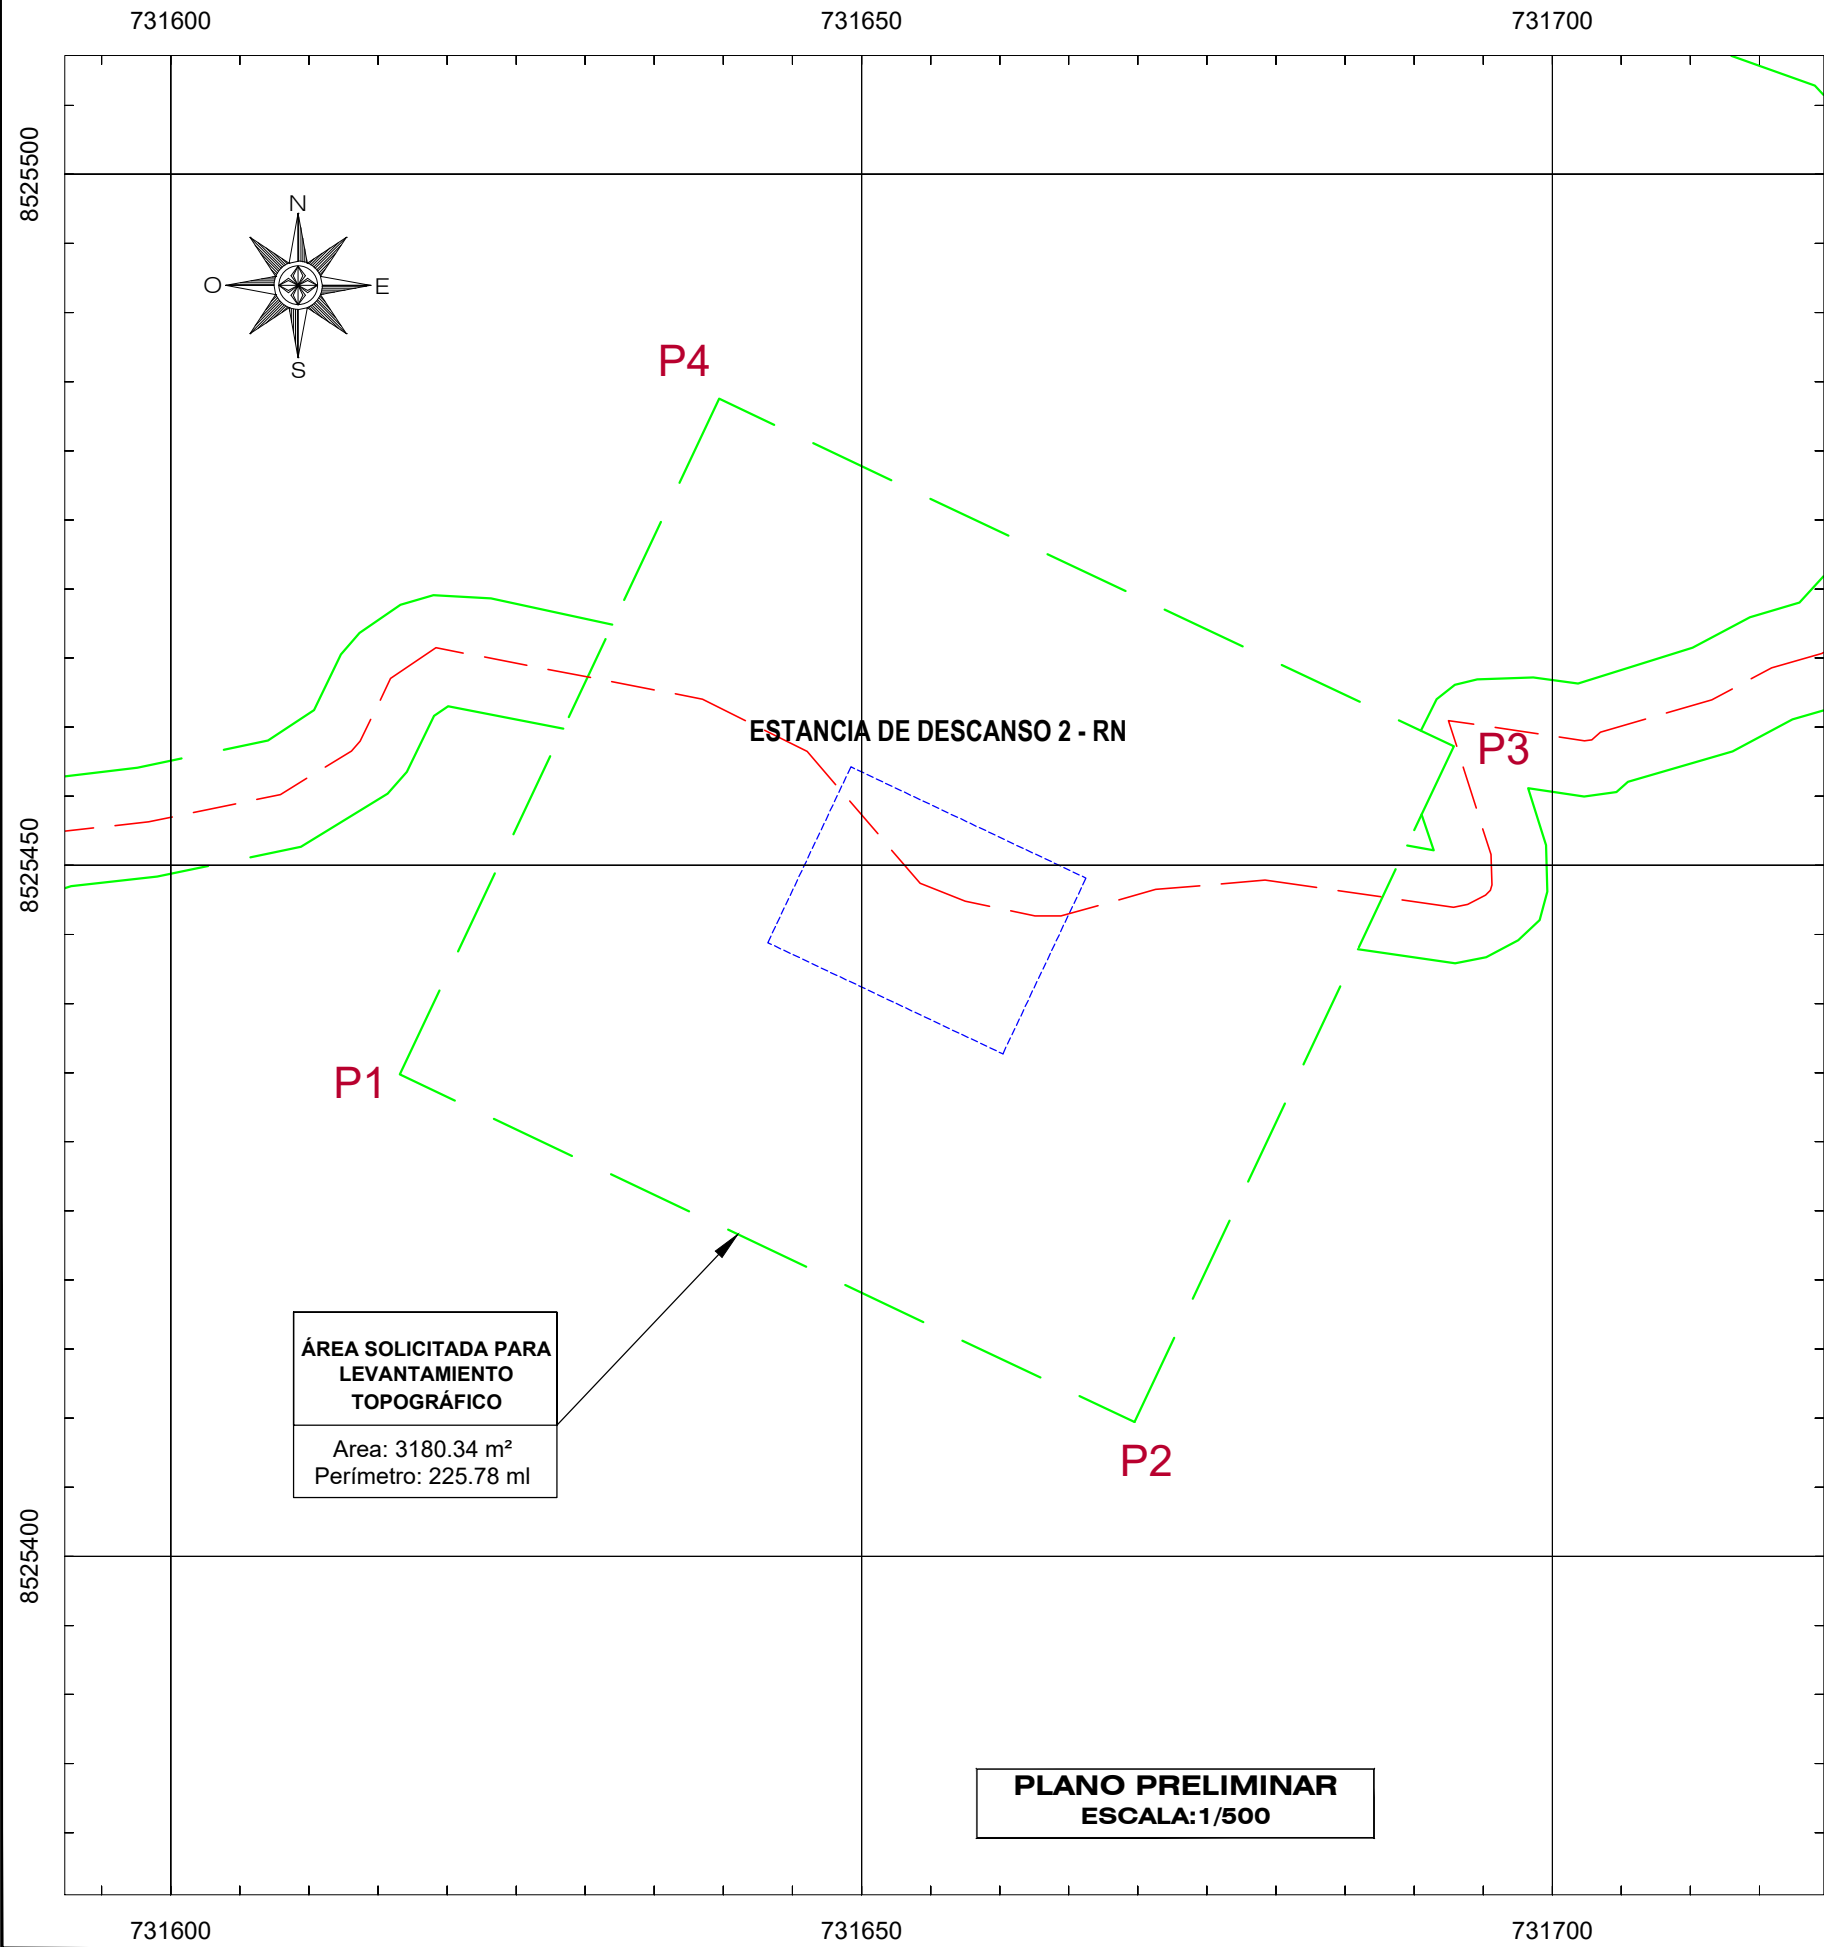 731600
731650
731700
8525500
N
O
E
S
P4
ESTANCIA DE DESCANSO 2 - RN
P3
8525450
P1
ÁREA SOLICITADA PARA
LEVANTAMIENTO
TOPOGRÁFICO
Area: 3180.34 m²
Perímetro: 225.78 ml
P2
8525400
PLANO PRELIMINAR
ESCALA:1/500
731600
731650
731700